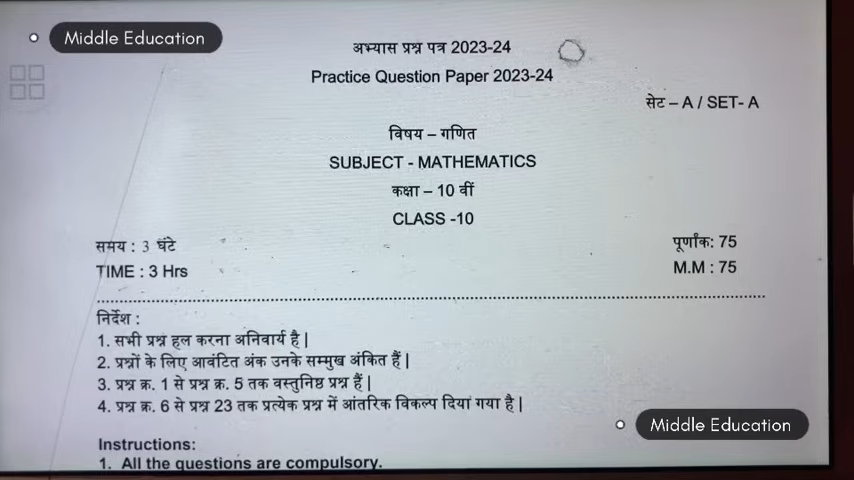 Middle Education
अभ्यास प्रश्न पत्र 2023-24
Practice Question Paper 2023-24
सेट – A / SET- A
विषय – गणित
SUBJECT - MATHEMATICS
कक्षा – 10 वीं
CLASS -10
समय : 3 घंटे
पूर्णांक: 75
TIME : 3 Hrs
M.M : 75
निर्देश :
1. सभी प्रश्न हल करना अनिवार्य है |
2. प्रश्नों के लिए आवंटित अंक उनके सम्मुख अंकित हैं |
3. प्रश्न क्र. 1 से प्रश्न क्र. 5 तक वस्तुनिष्ठ प्रश्न हैं |
4. प्रश्न क्र. 6 से प्रश्न 23 तक प्रत्येक प्रश्न में आंतरिक विकल्प दिया गया है |
Middle Education
Instructions:
1. All the questions are compulsory.